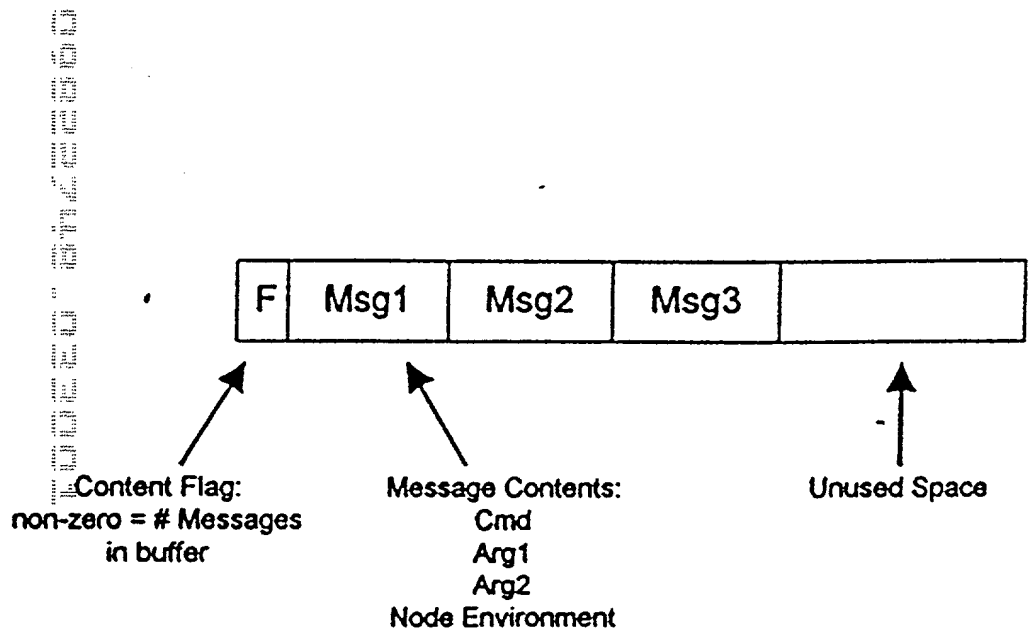 F Msg1 Msg2 Msg3
Content Flag:
non-zero = # Messages
in buffer
Message Contents:
Cmd
Arg1
Arg2
Node Environment
Unused Space